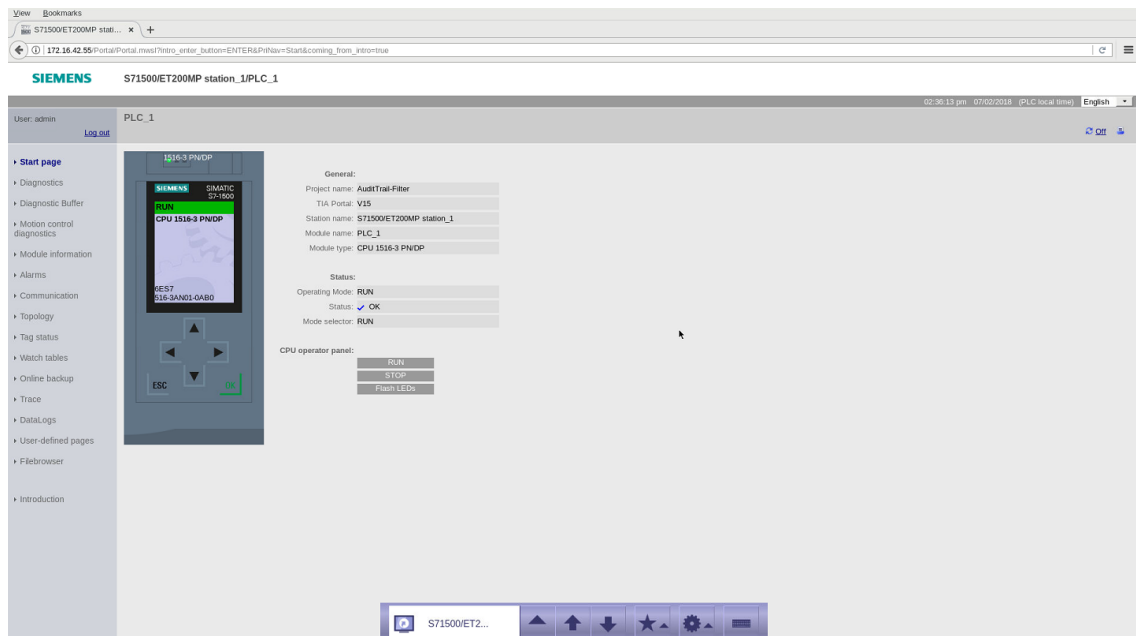 View Bookmarks
S71500/ET200MP stati... × +
172.16.42.55/Portal/Portal.mwsl?intro_enter_button=ENTER&PriNav=Start&coming_from_intro=true
SIEMENS S71500/ET200MP station_1/PLC_1
02:36:13 pm 07/02/2018 (PLC local time) English
User: admin PLC_1
Log out
Off
Start page
Diagnostics
Diagnostic Buffer
Motion control
diagnostics
Module information
Alarms
Communication
Topology
Tag status
Watch tables
Online backup
Trace
DataLogs
User-defined pages
Filebrowser
Introduction
1516-3 PN/DP
SIEMENS SIMATIC
S7-1500
RUN
CPU 1516-3 PN/DP
6ES7
516-3AN01-0AB0
ESC OK
General:
Project name: AuditTrail-Filter
TIA Portal: V15
Station name: S71500/ET200MP station_1
Module name: PLC_1
Module type: CPU 1516-3 PN/DP
Status:
Operating Mode: RUN
Status: OK
Mode selector: RUN
CPU operator panel:
RUN
STOP
Flash LEDs
S71500/ET2...